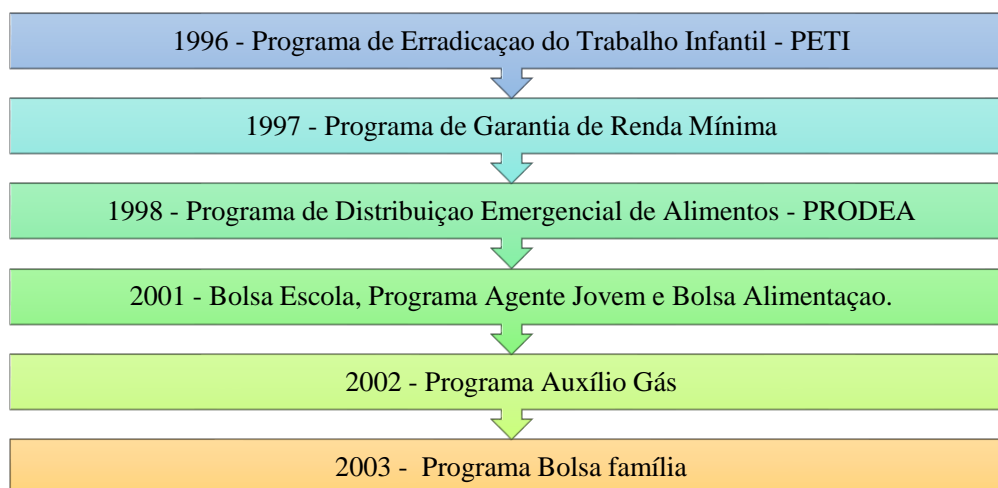 1996 - Programa de Erradicaçao do Trabalho Infantil - PETI
1997 - Programa de Garantia de Renda Mínima
1998 - Programa de Distribuiçao Emergencial de Alimentos - PRODEA
2001 - Bolsa Escola, Programa Agente Jovem e Bolsa Alimentaçao.
2002 - Programa Auxílio Gás
2003 -  Programa Bolsa família